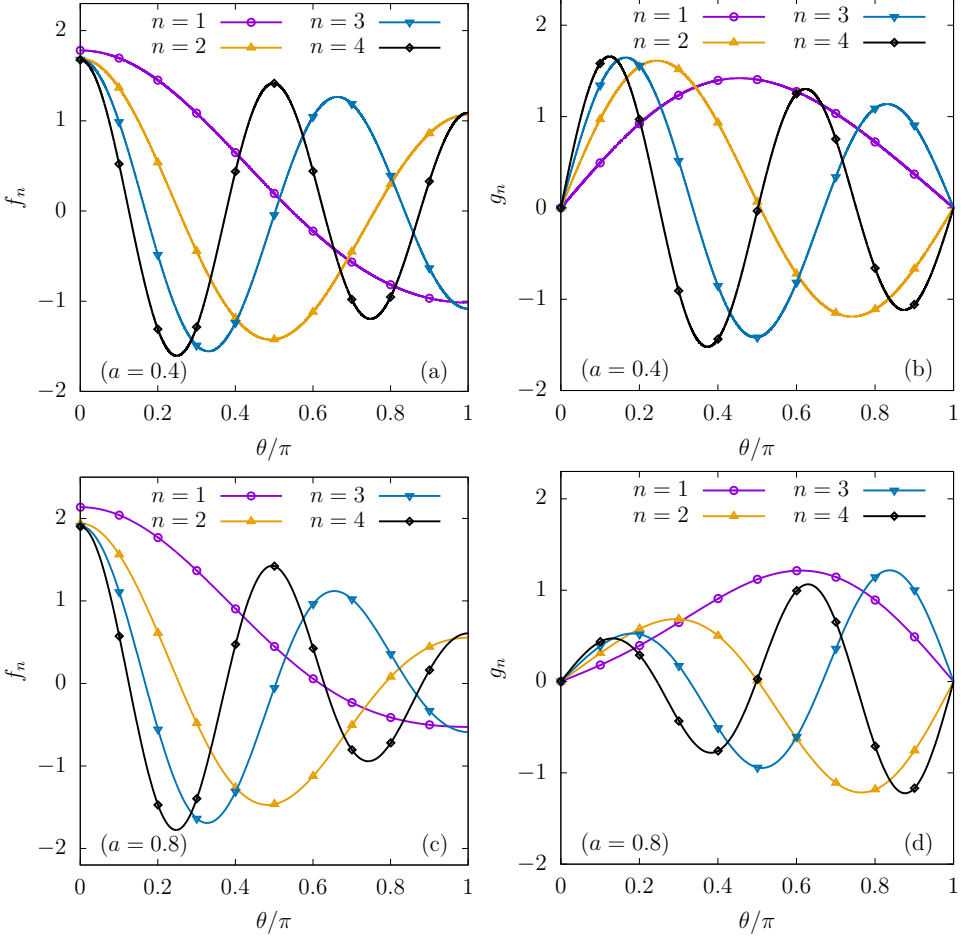 n = 1
n = 3
n = 2
n = 4
f_n
2
1
0
−1
−2
(a = 0.4)
(a)
0
0.2
0.4
0.6
0.8
1
θ/π
n = 1
n = 3
n = 2
n = 4
g_n
2
1
0
−1
−2
(a = 0.4)
(b)
0
0.2
0.4
0.6
0.8
1
θ/π
n = 1
n = 3
n = 2
n = 4
f_n
2
1
0
−1
−2
(a = 0.8)
(c)
0
0.2
0.4
0.6
0.8
1
θ/π
n = 1
n = 3
n = 2
n = 4
g_n
2
1
0
−1
−2
(a = 0.8)
(d)
0
0.2
0.4
0.6
0.8
1
θ/π